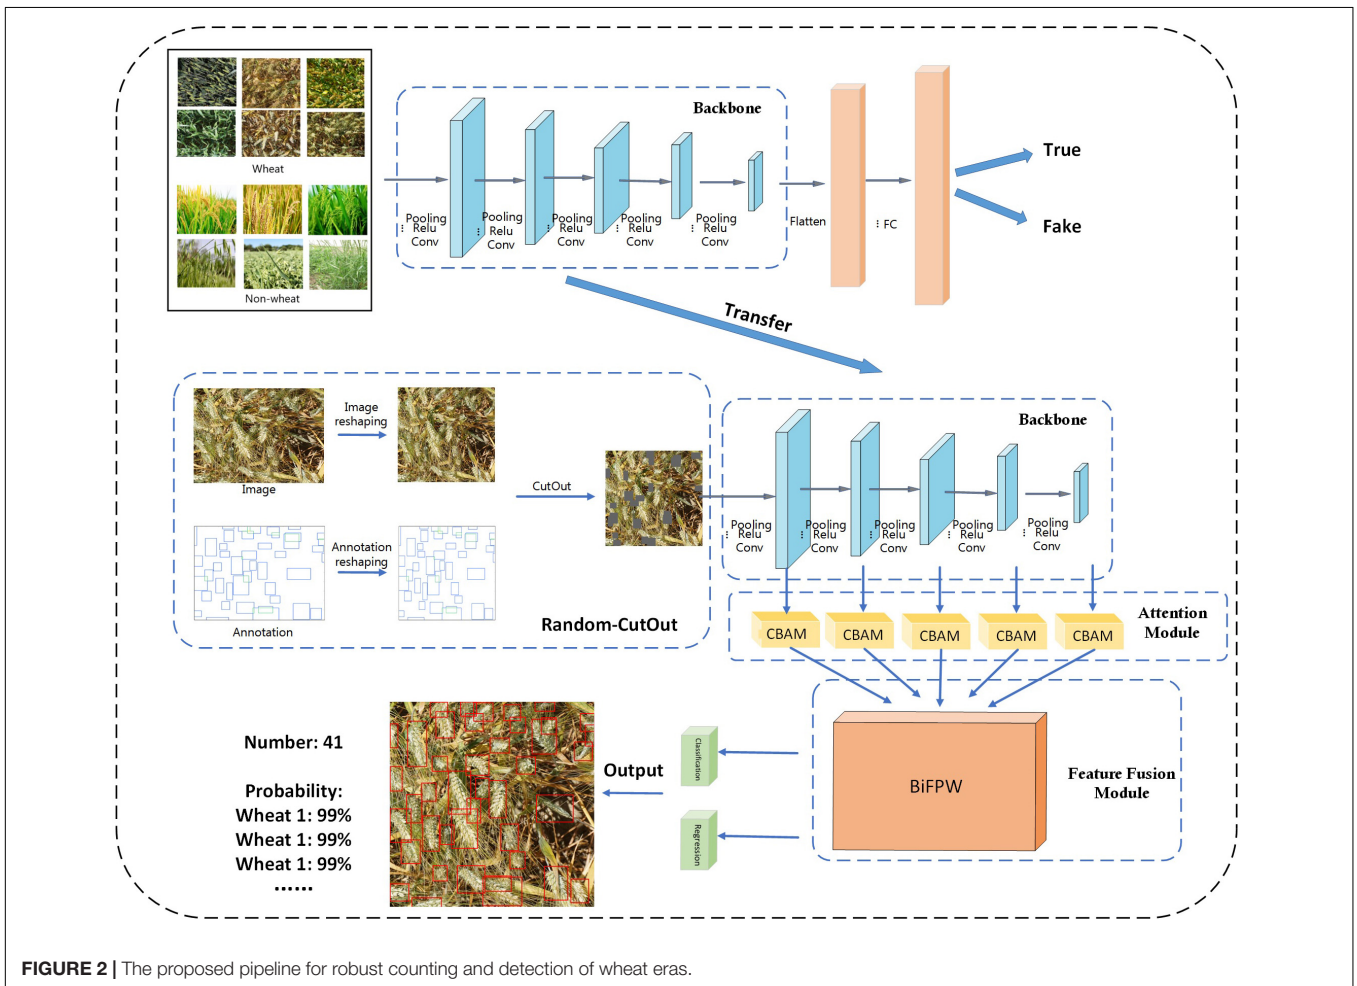 Wheat
Non-wheat
Backbone
Pooling
Relu
Conv
Pooling
Relu
Conv
Pooling
Relu
Conv
Pooling
Relu
Conv
Pooling
Relu
Conv
Flatten
FC
True
Fake
Transfer
Image
reshaping
Image
CutOut
Annotation
reshaping
Annotation
Random-CutOut
Backbone
Pooling
Relu
Conv
Pooling
Relu
Conv
Pooling
Relu
Conv
Pooling
Relu
Conv
Pooling
Relu
Conv
CBAM
CBAM
CBAM
CBAM
CBAM
Attention
Module
BiFPW
Feature Fusion
Module
Classification
Regression
Output
Number: 41
Probability:
Wheat 1: 99%
Wheat 1: 99%
Wheat 1: 99%
......
FIGURE 2 | The proposed pipeline for robust counting and detection of wheat eras.